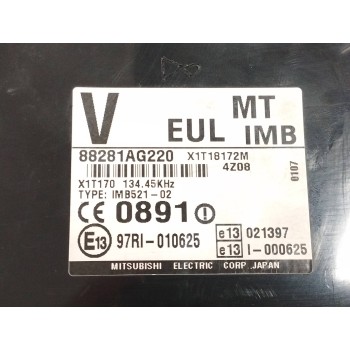 V EUL MT IMB
88281AG220 X1T18172M
4Z08
0107
X1T170 134.45KHz
TYPE: IMB521-02
CE 0891
E13 97RI-010625
e13 021397
e13 I-000625
MITSUBISHI ELECTRIC CORP. JAPAN